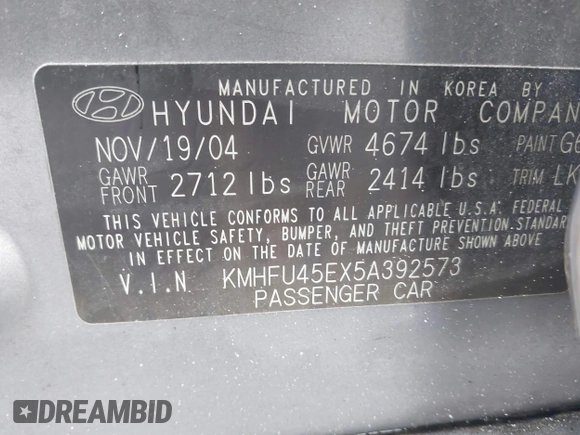 MANUFACTURED IN KOREA BY
HYUNDAI MOTOR COMPAN
NOV/19/04 GVWR 4674 lbs PAINT G6
GAWR FRONT 2712 lbs GAWR REAR 2414 lbs TRIM LK
THIS VEHICLE CONFORMS TO ALL APPLICABLE U.S.A. FEDERAL
MOTOR VEHICLE SAFETY, BUMPER, AND THEFT PREVENTION STANDAR
IN EFFECT ON THE DATE OF MANUFACTURE SHOWN ABOVE.
V.I.N KMHFU45EX5A392573
PASSENGER CAR
DREAMBID